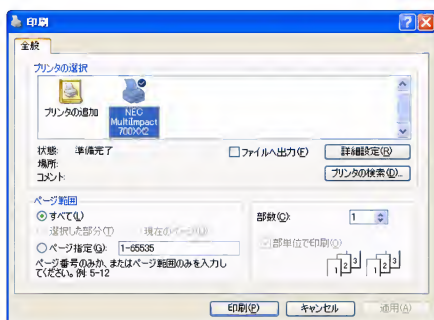 印刷
全般
プリンタの選択
プリンタの追加
NEC
MultiImpact
700XX2
状態: 準備完了
場所:
コメント:
ファイルへ出力(F)
詳細設定(R)
プリンタの検索(D)...
ページ範囲
すべて(L)
選択した部分(T)
現在のページ(U)
ページ指定(G): 1-65535
ページ番号のみか、またはページ範囲のみを入力し
てください。例: 5-12
部数(C): 1
部単位で印刷(O)
1 2 3 1 2 3
印刷(P)
キャンセル
適用(A)